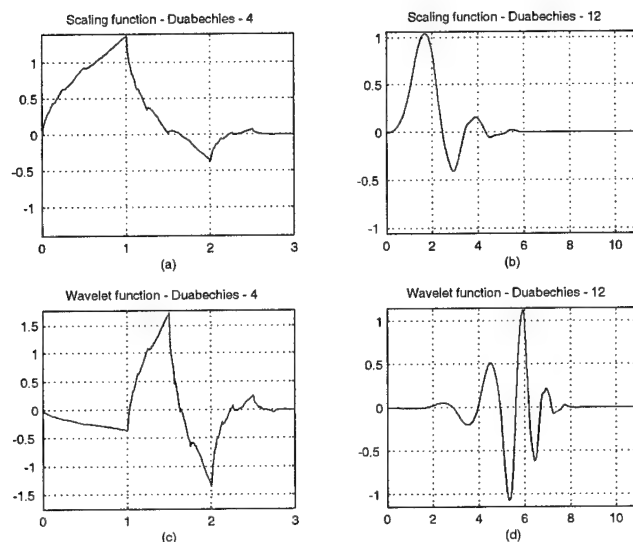 Scaling function - Duabechies - 4
1
0.5
0
-0.5
-1
0 1 2 3
(a)
Scaling function - Duabechies - 12
1
0.5
0
-0.5
-1
0 2 4 6 8 10
(b)
Wavelet function - Duabechies - 4
1.5
1
0.5
0
-0.5
-1
-1.5
0 1 2 3
(c)
Wavelet function - Duabechies - 12
1
0.5
0
-0.5
-1
0 2 4 6 8 10
(d)